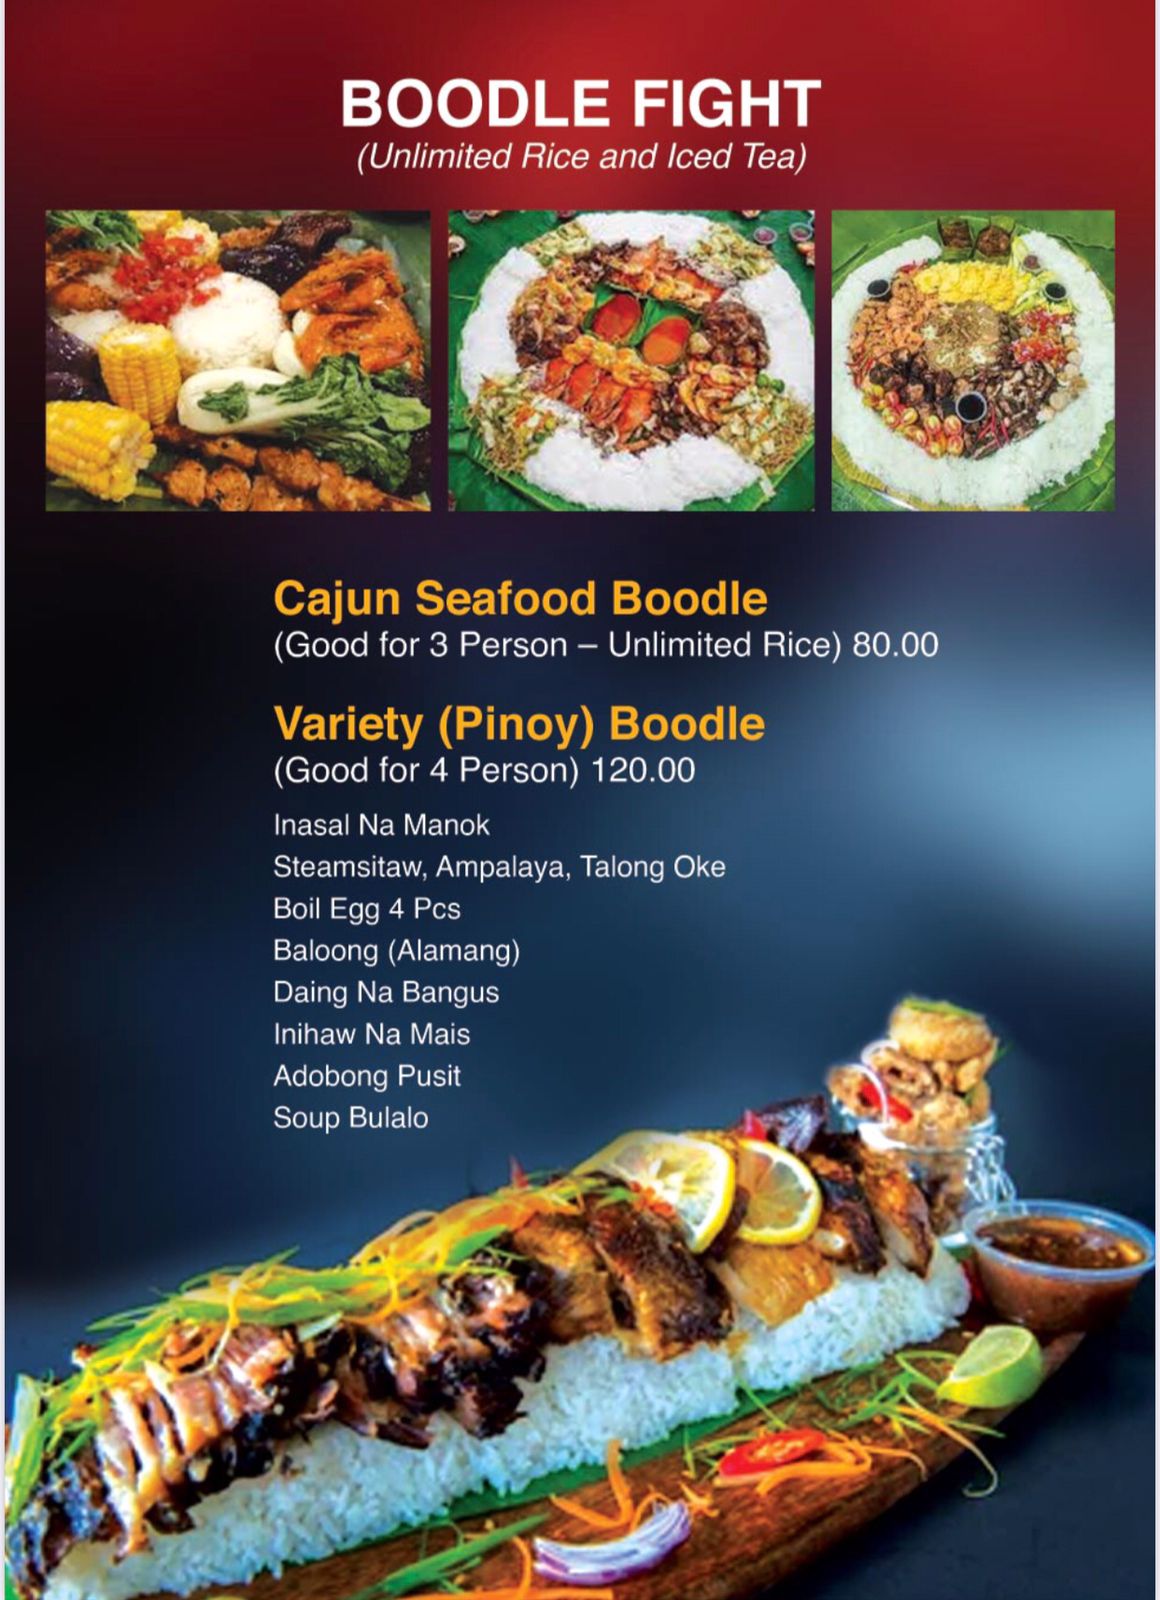 BOODLE FIGHT
(Unlimited Rice and Iced Tea)
Cajun Seafood Boodle
(Good for 3 Person – Unlimited Rice) 80.00
Variety (Pinoy) Boodle
(Good for 4 Person) 120.00
Inasal Na Manok
Steamsitaw, Ampalaya, Talong Oke
Boil Egg 4 Pcs
Baloong (Alamang)
Daing Na Bangus
Inihaw Na Mais
Adobong Pusit
Soup Bulalo